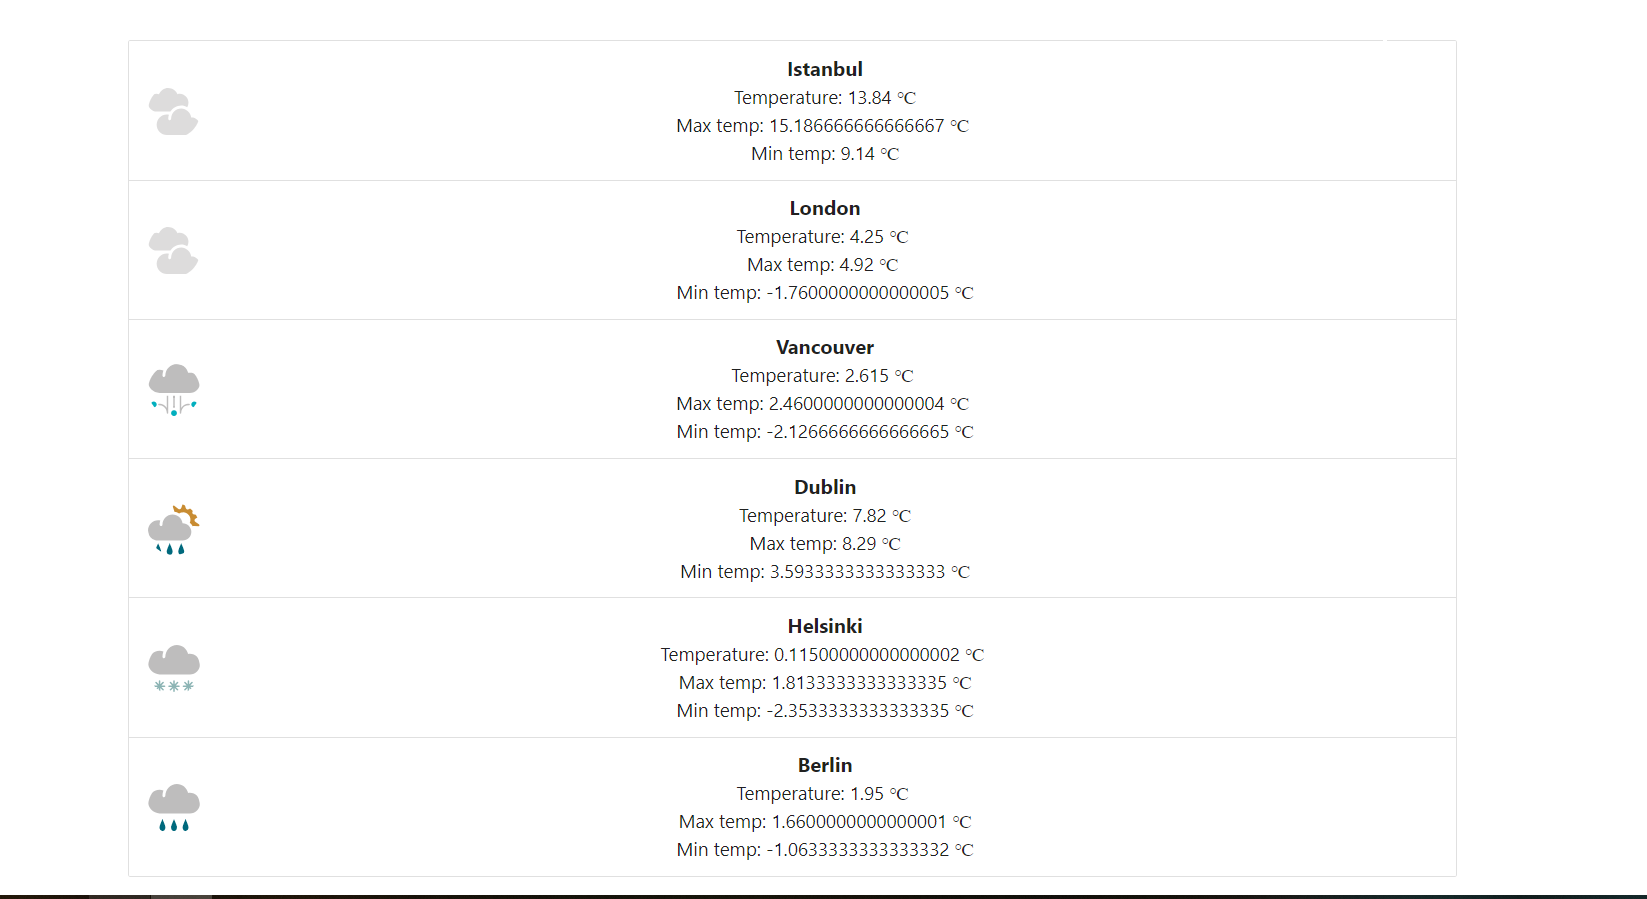 Istanbul
Temperature: 13.84 °C
Max temp: 15.186666666666667 °C
Min temp: 9.14 °C
London
Temperature: 4.25 °C
Max temp: 4.92 °C
Min temp: -1.7600000000000005 °C
Vancouver
Temperature: 2.615 °C
Max temp: 2.4600000000000004 °C
Min temp: -2.1266666666666665 °C
Dublin
Temperature: 7.82 °C
Max temp: 8.29 °C
Min temp: 3.5933333333333333 °C
Helsinki
Temperature: 0.11500000000000002 °C
Max temp: 1.8133333333333335 °C
Min temp: -2.3533333333333335 °C
Berlin
Temperature: 1.95 °C
Max temp: 1.6600000000000001 °C
Min temp: -1.0633333333333332 °C